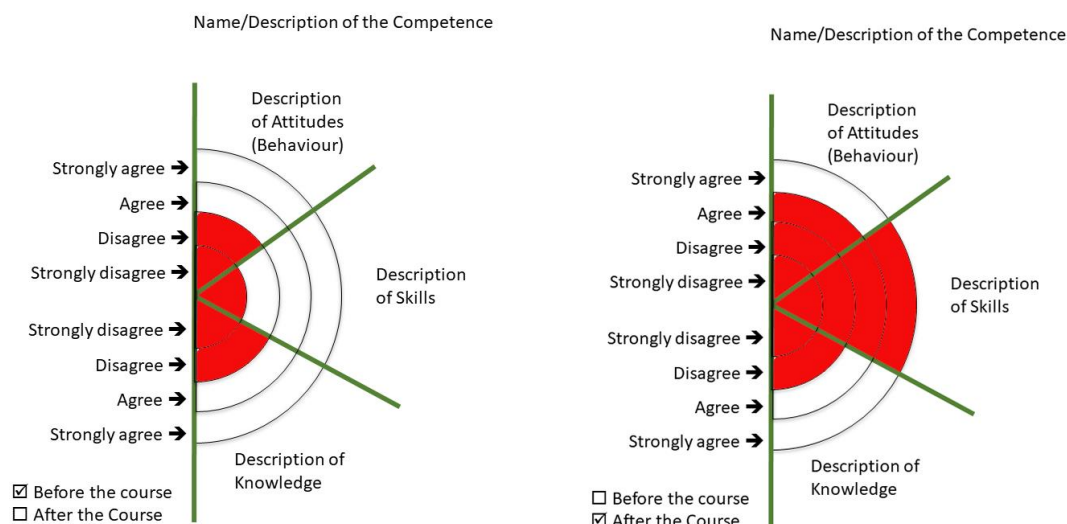 Name/Description of the Competence
Description
of Attitudes
(Behaviour)
Strongly agree ➔
Agree ➔
Disagree ➔
Strongly disagree ➔
Description
of Skills
Strongly disagree ➔
Disagree ➔
Agree ➔
Strongly agree ➔
Description of
Knowledge
☑ Before the course
☐ After the Course
Name/Description of the Competence
Description
of Attitudes
(Behaviour)
Strongly agree ➔
Agree ➔
Disagree ➔
Strongly disagree ➔
Description
of Skills
Strongly disagree ➔
Disagree ➔
Agree ➔
Strongly agree ➔
Description of
Knowledge
☐ Before the course
☑ After the Course